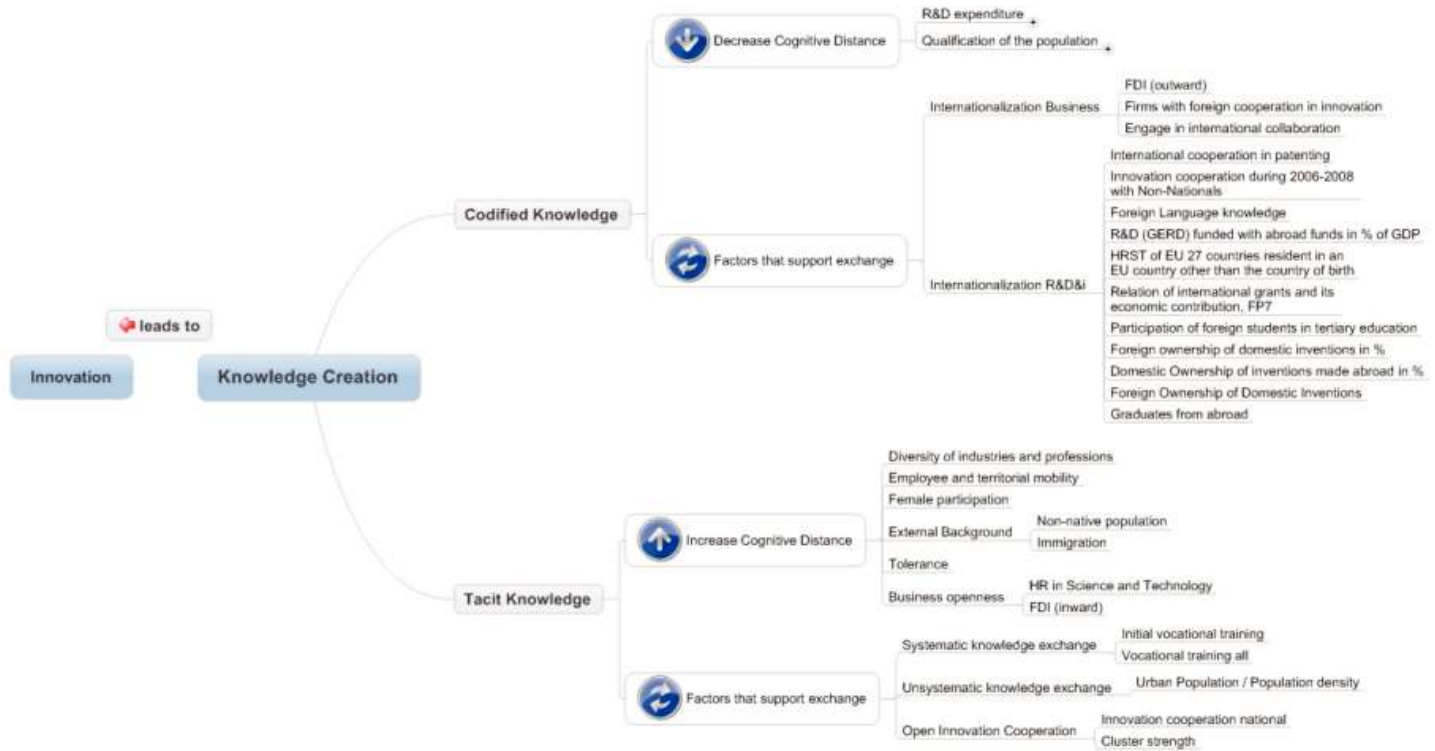 R&D expenditure
Decrease Cognitive Distance
Qualification of the population
FDI (outward)
Internationalization Business
Firms with foreign cooperation in innovation
Engage in international collaboration
International cooperation in patenting
Innovation cooperation during 2006-2008
with Non-Nationals
Codified Knowledge
Foreign Language knowledge
R&D (GERD) funded with abroad funds in % of GDP
Factors that support exchange
HRST of EU 27 countries resident in an
EU country other than the country of birth
Internationalization R&D&i
Relation of international grants and its
economic contribution, FP7
leads to
Participation of foreign students in tertiary education
Foreign ownership of domestic inventions in %
Innovation
Knowledge Creation
Domestic Ownership of inventions made abroad in %
Foreign Ownership of Domestic Inventions
Graduates from abroad
Diversity of industries and professions
Employee and territorial mobility
Female participation
Increase Cognitive Distance
External Background
Non-native population
Immigration
Tolerance
Tacit Knowledge
Business openness
HR in Science and Technology
FDI (inward)
Systematic knowledge exchange
Initial vocational training
Vocational training all
Factors that support exchange
Unsystematic knowledge exchange
Urban Population / Population density
Open Innovation Cooperation
Innovation cooperation national
Cluster strength